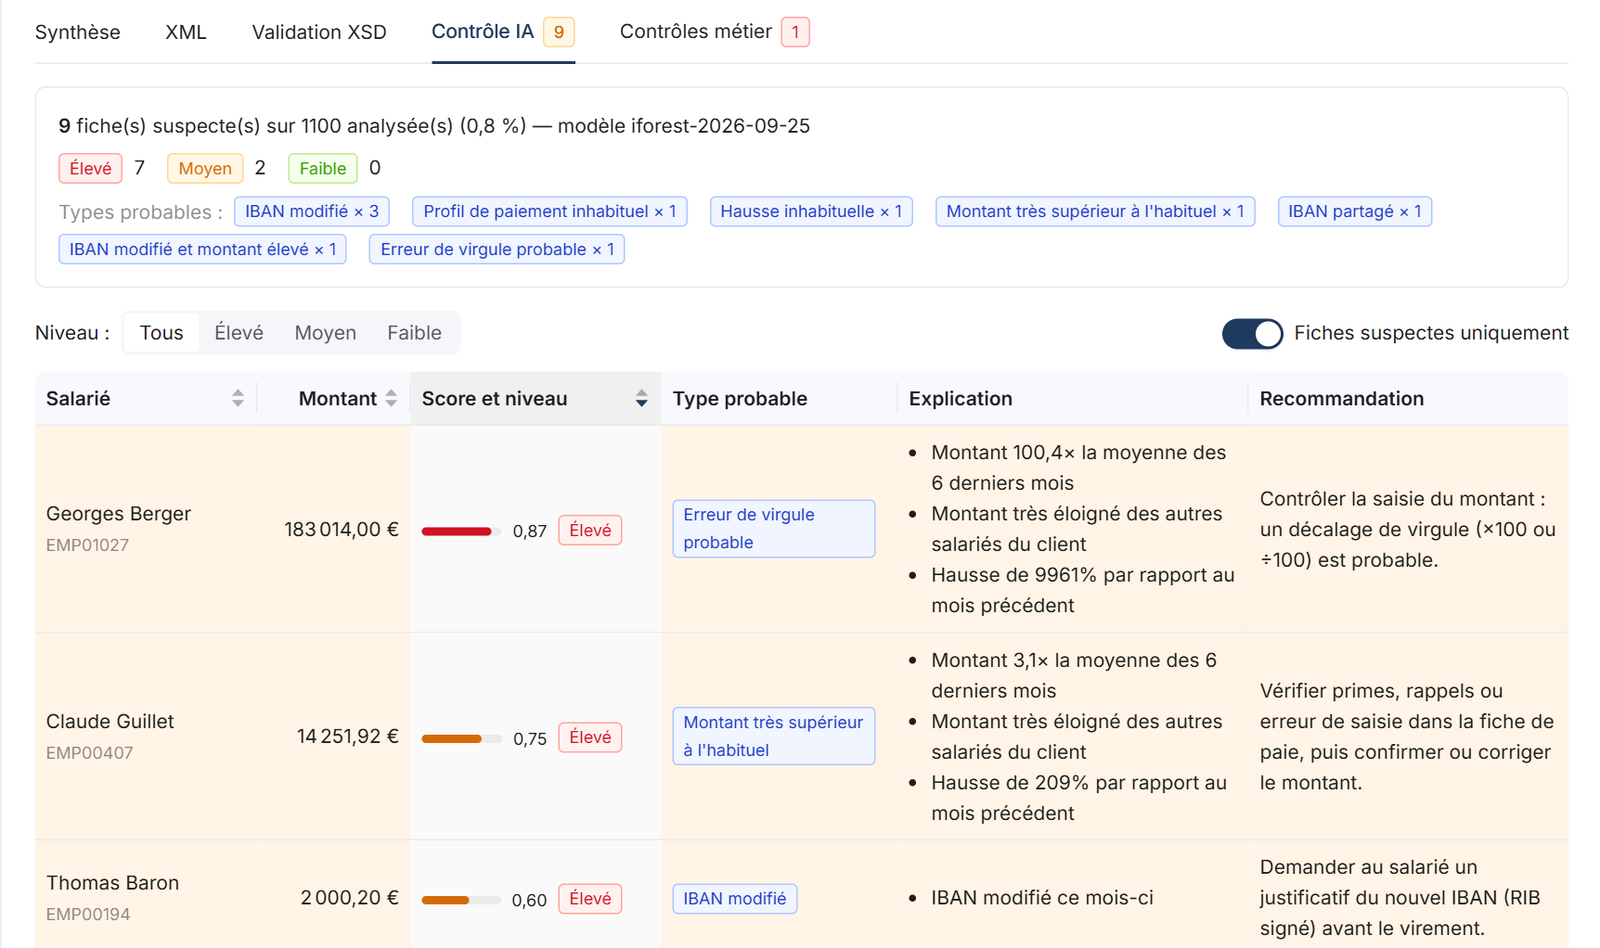 Synthèse XML Validation XSD Contrôle IA 9 Contrôles métier 1
9 fiche(s) suspecte(s) sur 1100 analysée(s) (0,8 %) — modèle iforest-2026-09-25
Élevé 7 Moyen 2 Faible 0
Types probables : IBAN modifié × 3 Profil de paiement inhabituel × 1 Hausse inhabituelle × 1 Montant très supérieur à l'habituel × 1 IBAN partagé × 1
IBAN modifié et montant élevé × 1 Erreur de virgule probable × 1
Niveau : Tous Élevé Moyen Faible Fiches suspectes uniquement
Salarié Montant Score et niveau Type probable Explication Recommandation
Georges Berger
EMP01027
183 014,00 €
0,87 Élevé
Erreur de virgule
probable
• Montant 100,4× la moyenne des
6 derniers mois
• Montant très éloigné des autres
salariés du client
• Hausse de 9961% par rapport au
mois précédent
Contrôler la saisie du montant :
un décalage de virgule (×100 ou
÷100) est probable.
Claude Guillet
EMP00407
14 251,92 €
0,75 Élevé
Montant très supérieur
à l'habituel
• Montant 3,1× la moyenne des 6
derniers mois
• Montant très éloigné des autres
salariés du client
• Hausse de 209% par rapport au
mois précédent
Vérifier primes, rappels ou
erreur de saisie dans la fiche de
paie, puis confirmer ou corriger
le montant.
Thomas Baron
EMP00194
2 000,20 €
0,60 Élevé
IBAN modifié
• IBAN modifié ce mois-ci
Demander au salarié un
justificatif du nouvel IBAN (RIB
signé) avant le virement.